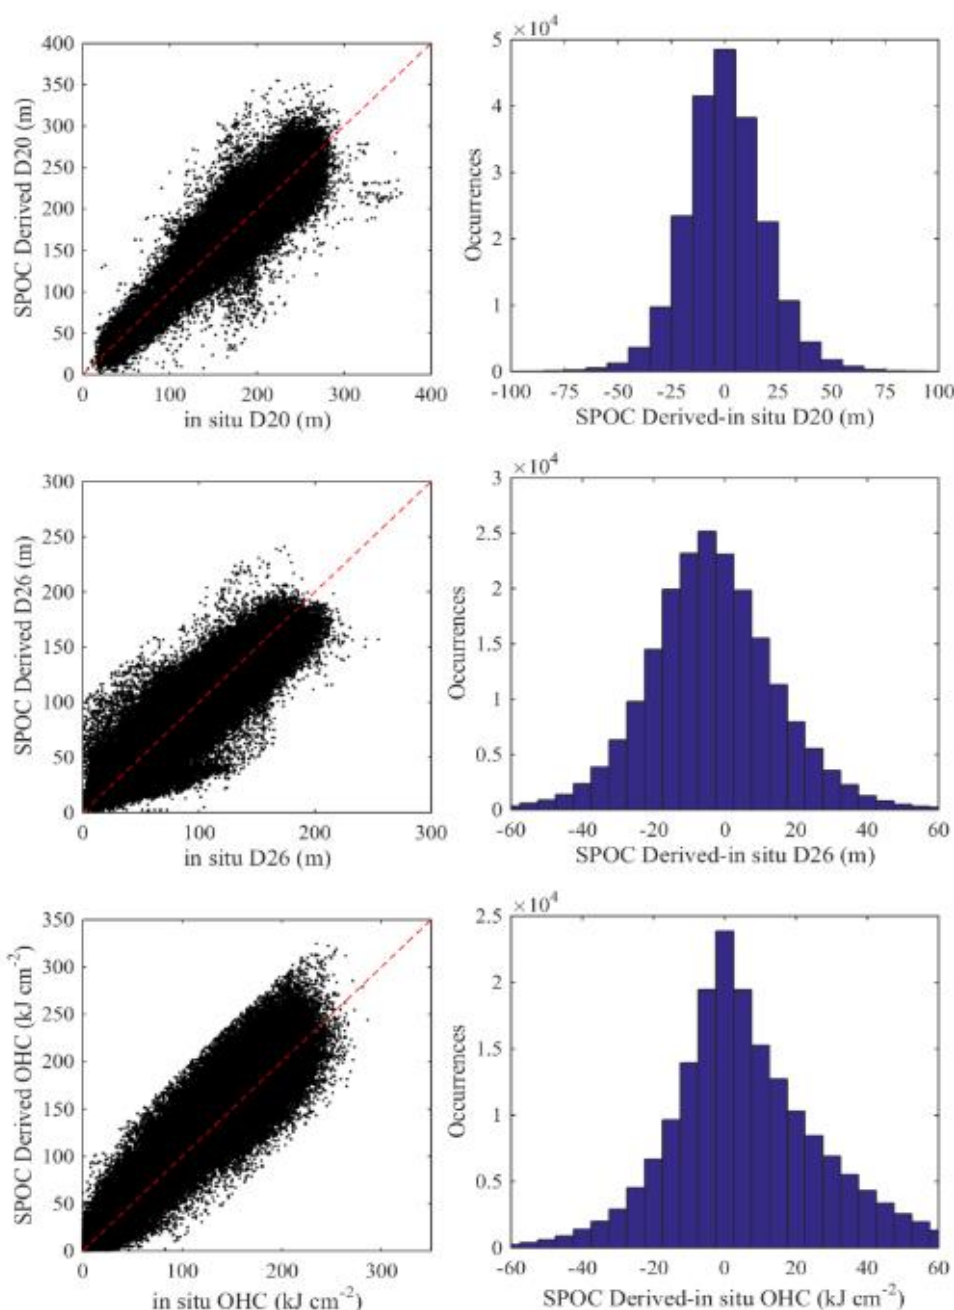 400
350
300
250
200
150
100
50
0
SPOC Derived D20 (m)
0 100 200 300 400
in situ D20 (m)
×10⁴
5
4
3
2
1
0
Occurrences
-100 -75 -50 -25 0 25 50 75 100
SPOC Derived-in situ D20 (m)
300
250
200
150
100
50
0
SPOC Derived D26 (m)
0 100 200 300
in situ D26 (m)
×10⁴
3
2.5
2
1.5
1
0.5
0
Occurrences
-60 -40 -20 0 20 40 60
SPOC Derived-in situ D26 (m)
350
300
250
200
150
100
50
0
SPOC Derived OHC (kJ cm⁻²)
0 100 200 300
in situ OHC (kJ cm⁻²)
×10⁴
2.5
2
1.5
1
0.5
0
Occurrences
-60 -40 -20 0 20 40 60
SPOC Derived-in situ OHC (kJ cm⁻²)